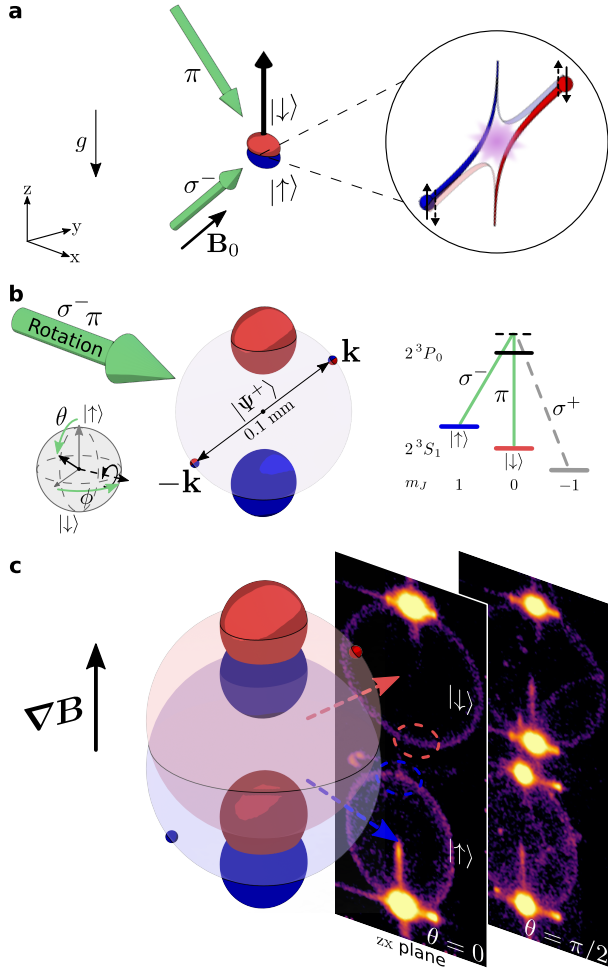 a
π
|↓⟩
g
σ⁻
|↑⟩
B₀
z
y
x
b
σ⁻π
Rotation
k
|Ψ⁺⟩
0.1 mm
−k
θ
|↑⟩
ϕ
|↓⟩
2³P₀
σ⁻
π
σ⁺
|↑⟩
2³S₁
|↓⟩
m_J 1 0 −1
c
∇B
|↓⟩
|↑⟩
zx plane
θ = 0
θ = π/2